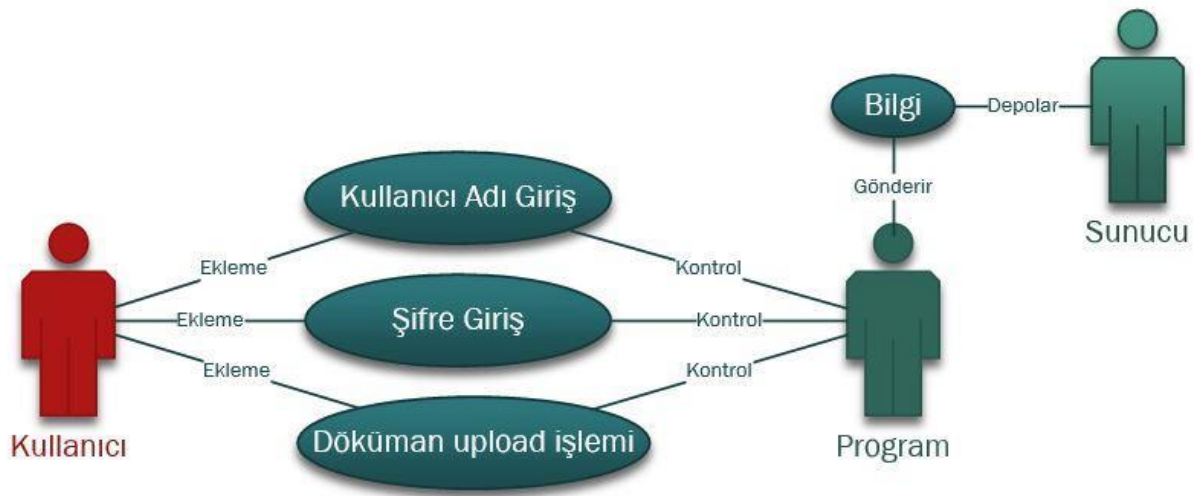 Bilgi
Depolar
Gönderir
Sunucu
Kullanıcı Adı Giriş
Ekleme
Kontrol
Ekleme
Şifre Giriş
Kontrol
Ekleme
Kontrol
Döküman upload işlemi
Kullanıcı
Program